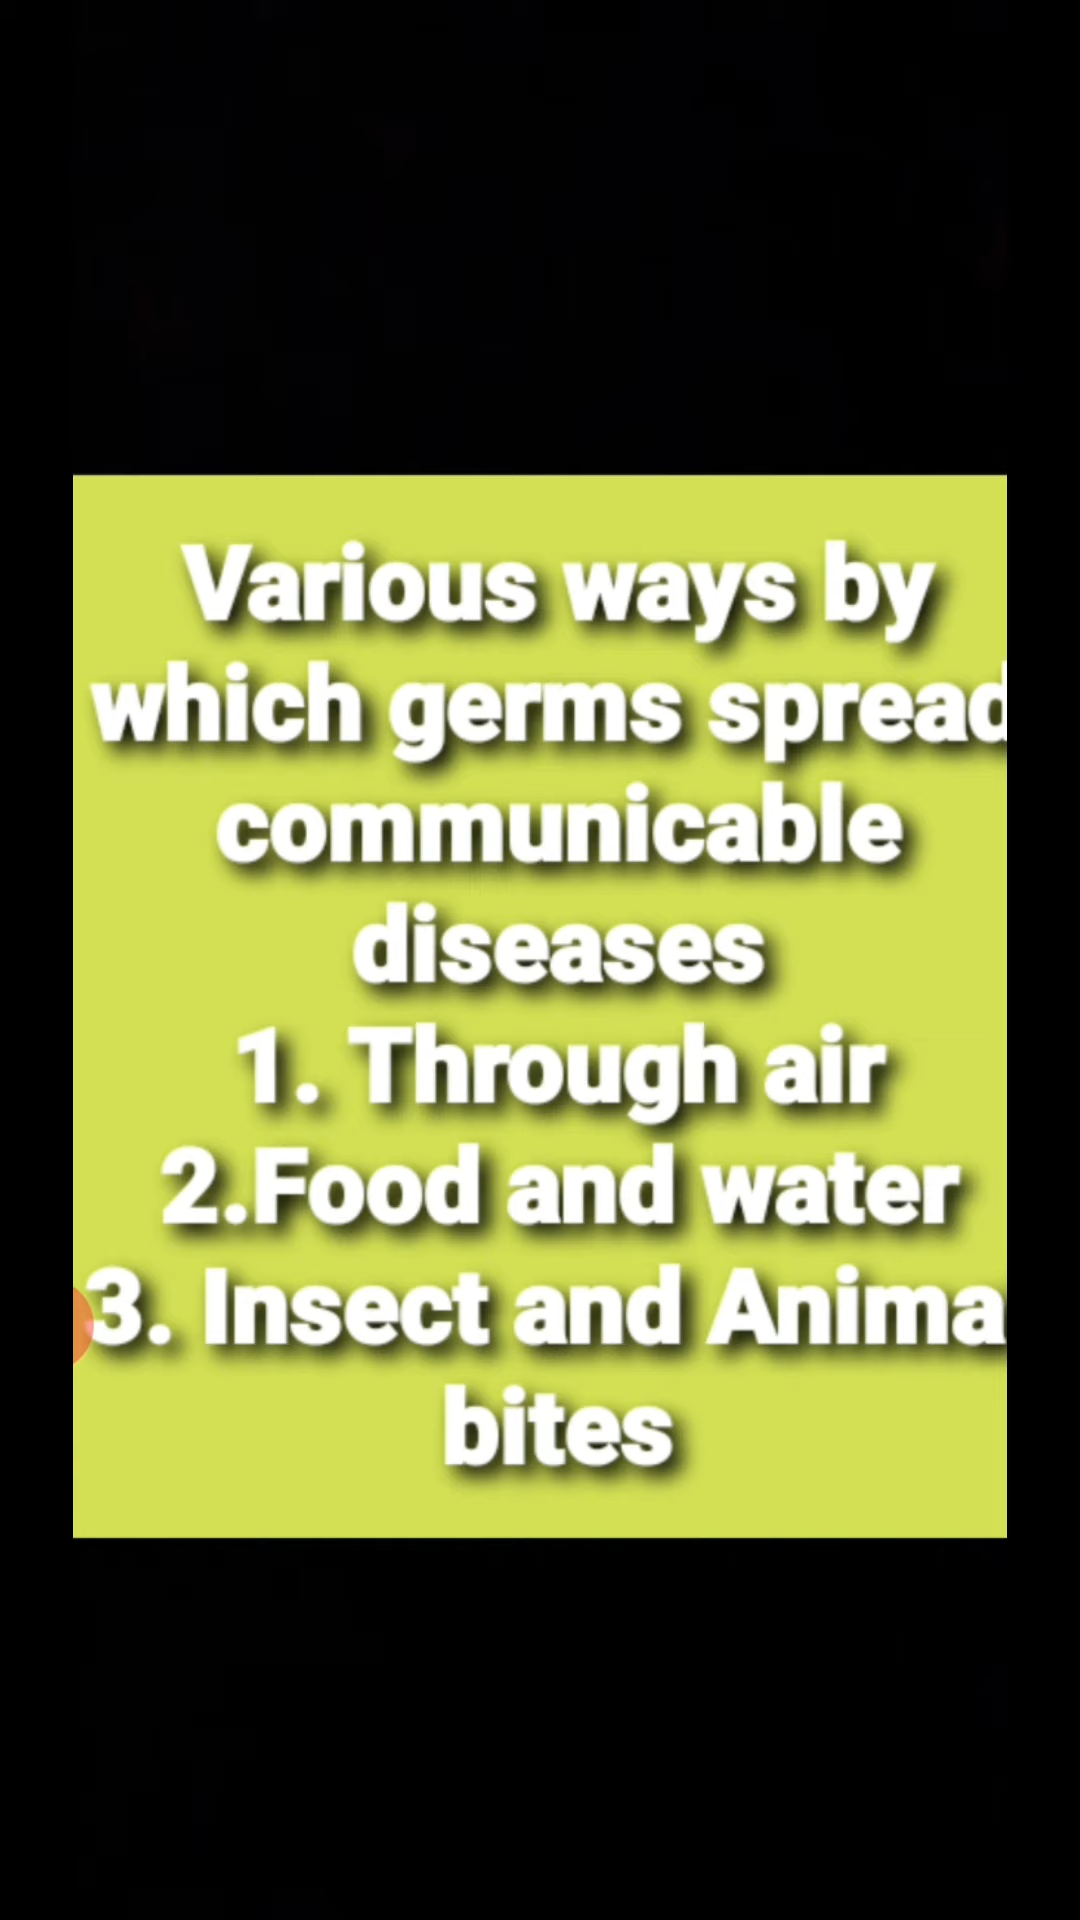 Various ways by
which germs spread
communicable
diseases
1. Through air
2.Food and water
3. Insect and Anima
bites